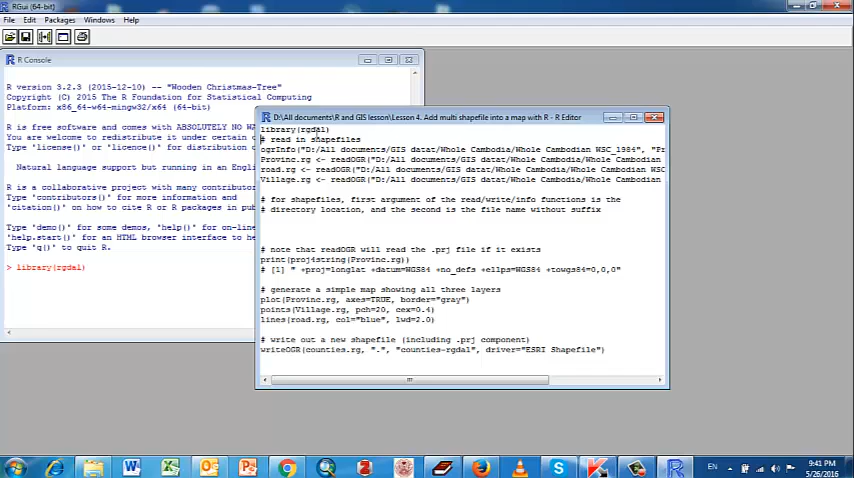 RGui (64-bit)
File Edit Packages Windows Help
R Console
R version 3.2.3 (2015-12-10) -- "Wooden Christmas-Tree"
Copyright (C) 2015 The R Foundation for Statistical Computing
Platform: x86_64-w64-mingw32/x64 (64-bit)
R is free software and comes with ABSOLUTELY NO WA
You are welcome to redistribute it under certain c
Type 'license()' or 'licence()' for distribution d
Natural language support but running in an Eng
R is a collaborative project with many contributor
Type 'contributors()' for more information and
'citation()' on how to cite R or R packages in pub
Type 'demo()' for some demos, 'help()' for on-line
'help.start()' for an HTML browser interface to he
Type 'q()' to quit R.
> library(rgdal)
D:\All documents\R and GIS lesson\Lesson 4. Add multi shapefile into a map with R - R Editor
library(rgdal)
# read in shapefiles
ogrInfo("D:/All documents/GIS datat/Whole Cambodia/Whole Cambodian WSC_1984", "Pr
Provinc.rg <- readOGR("D:/All documents/GIS datat/Whole Cambodia/Whole Cambodian
road.rg <- readOGR("D:/All documents/GIS datat/Whole Cambodia/Whole Cambodian WSC
Village.rg <- readOGR("D:/All documents/GIS datat/Whole Cambodia/Whole Cambodian
# for shapefiles, first argument of the read/write/info functions is the
# directory location, and the second is the file name without suffix
# note that readOGR will read the .prj file if it exists
print(proj4string(Provinc.rg))
# [1] " +proj=longlat +datum=WGS84 +no_defs +ellps=WGS84 +towgs84=0,0,0"
# generate a simple map showing all three layers
plot(Provinc.rg, axes=TRUE, border="gray")
points(Village.rg, pch=20, cex=0.4)
lines(road.rg, col="blue", lwd=2.0)
# write out a new shapefile (including .prj component)
writeOGR(counties.rg, ".", "counties-rgdal", driver="ESRI Shapefile")
EN
9:41 PM
5/26/2016